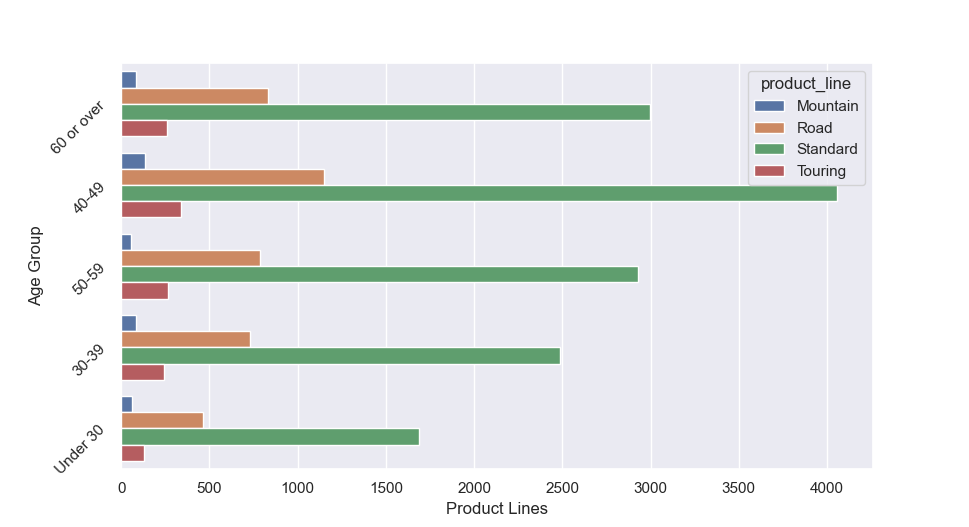 product_line
Mountain
Road
Standard
Touring
Age Group
60 or over
40-49
50-59
30-39
Under 30
0 500 1000 1500 2000 2500 3000 3500 4000
Product Lines